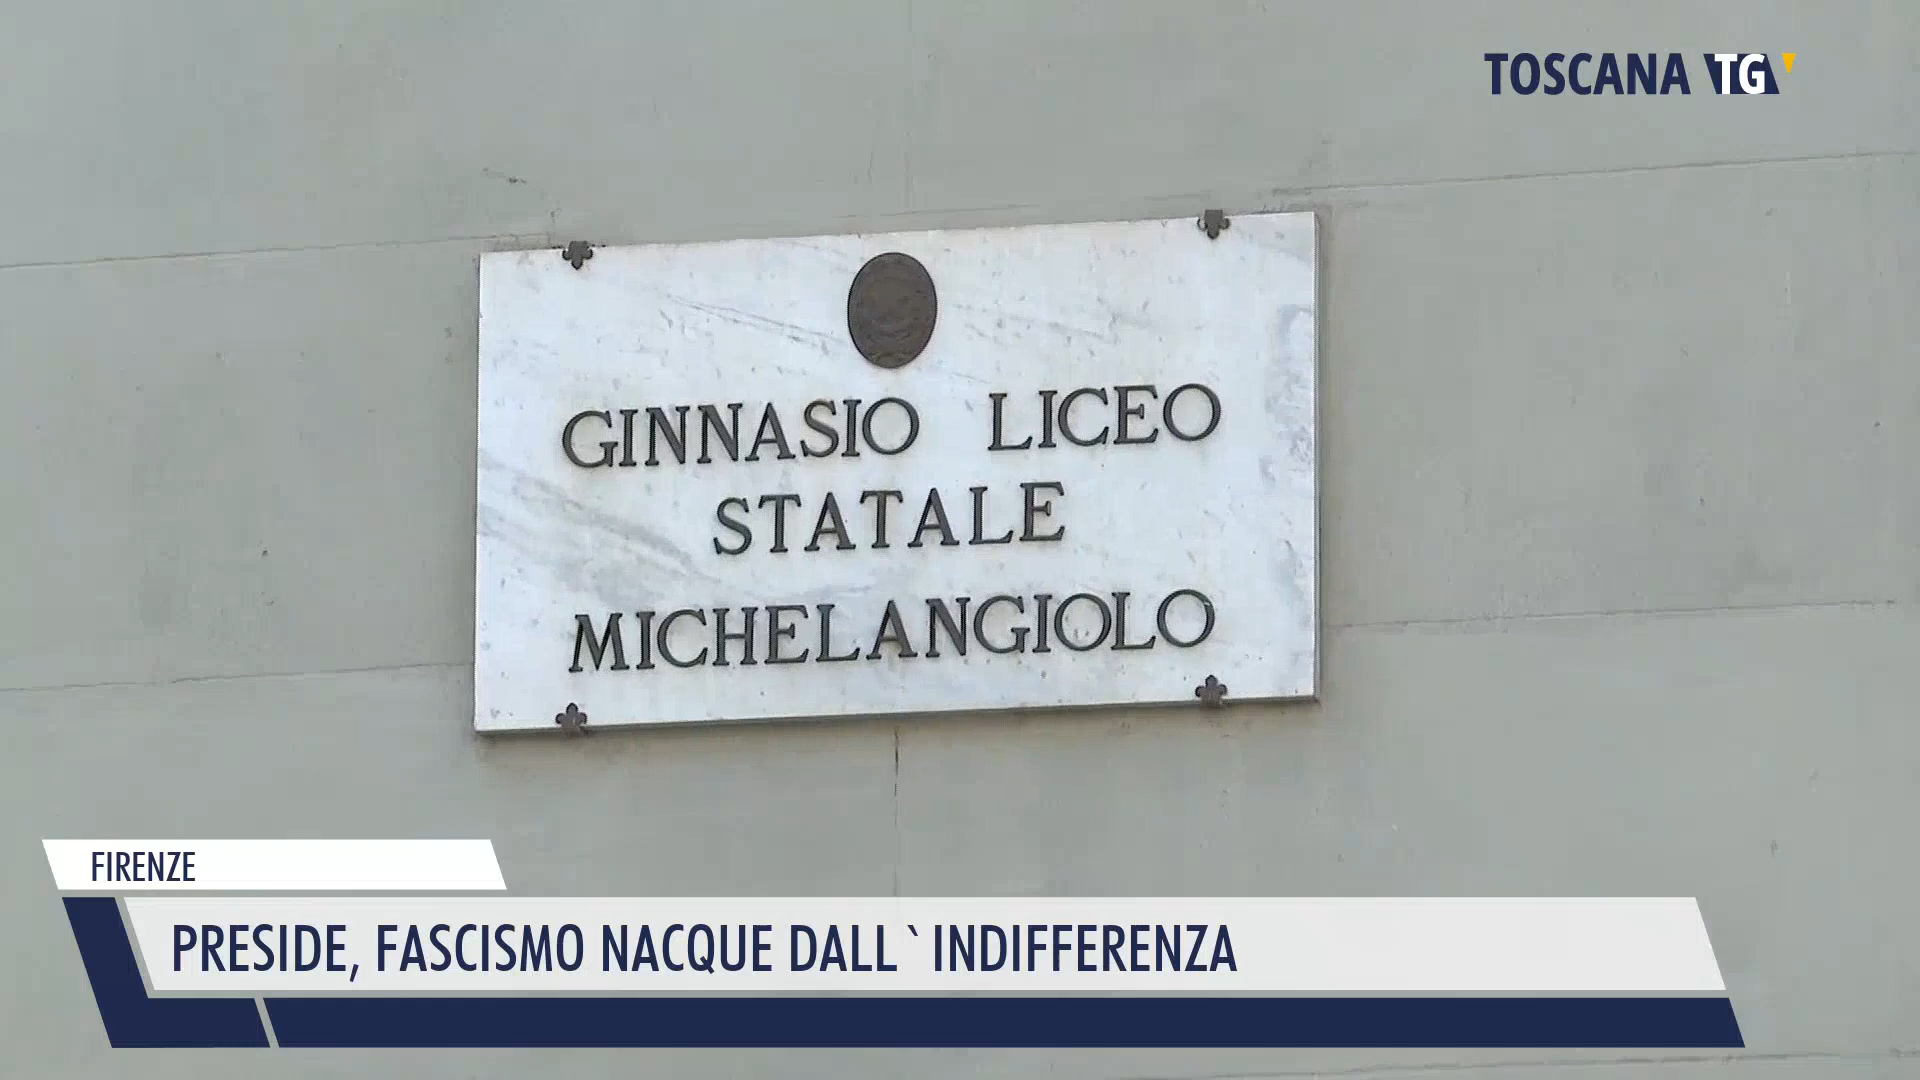 TOSCANA TG
GINNASIO LICEO
STATALE
MICHELANGIOLO
FIRENZE
PRESIDE, FASCISMO NACQUE DALL`INDIFFERENZA